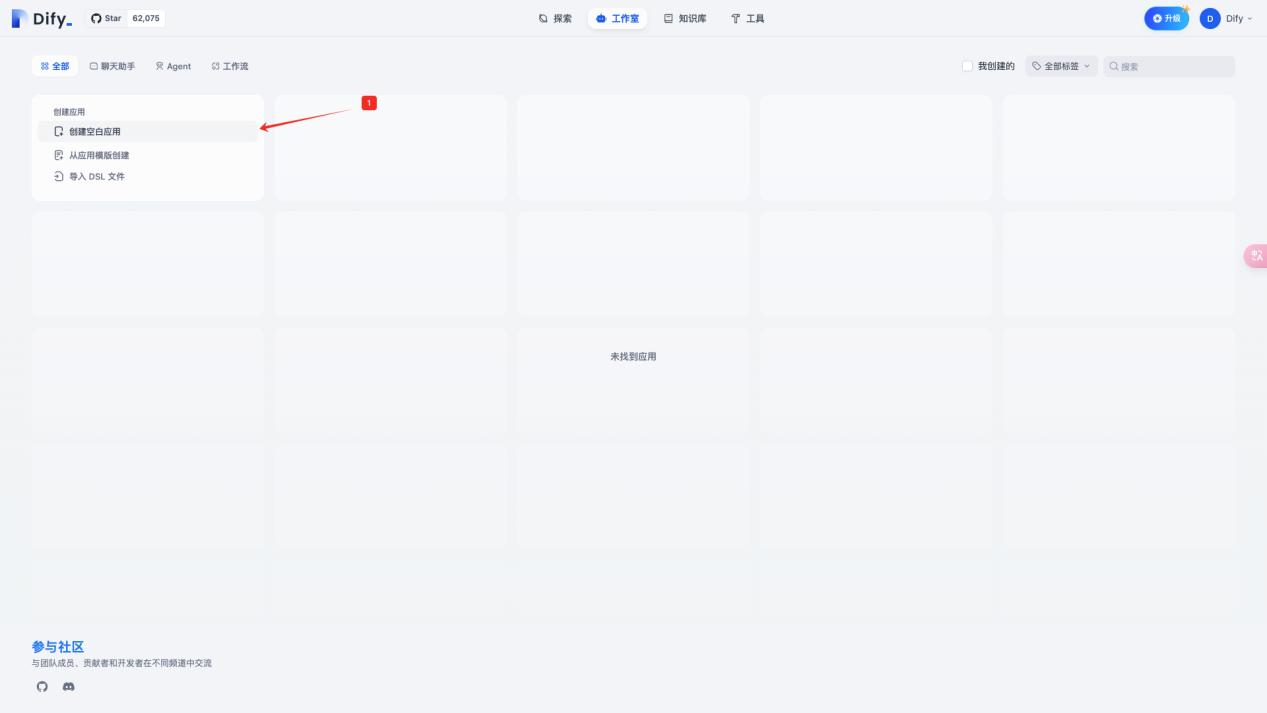 Dify_
Star 62,075
探索
工作室
知识库
工具
升级
D
Dify
全部
聊天助手
Agent
工作流
我创建的
全部标签
搜索
创建应用
1
创建空白应用
从应用模版创建
导入 DSL 文件
中
A
未找到应用
参与社区
与团队成员、贡献者和开发者在不同频道中交流